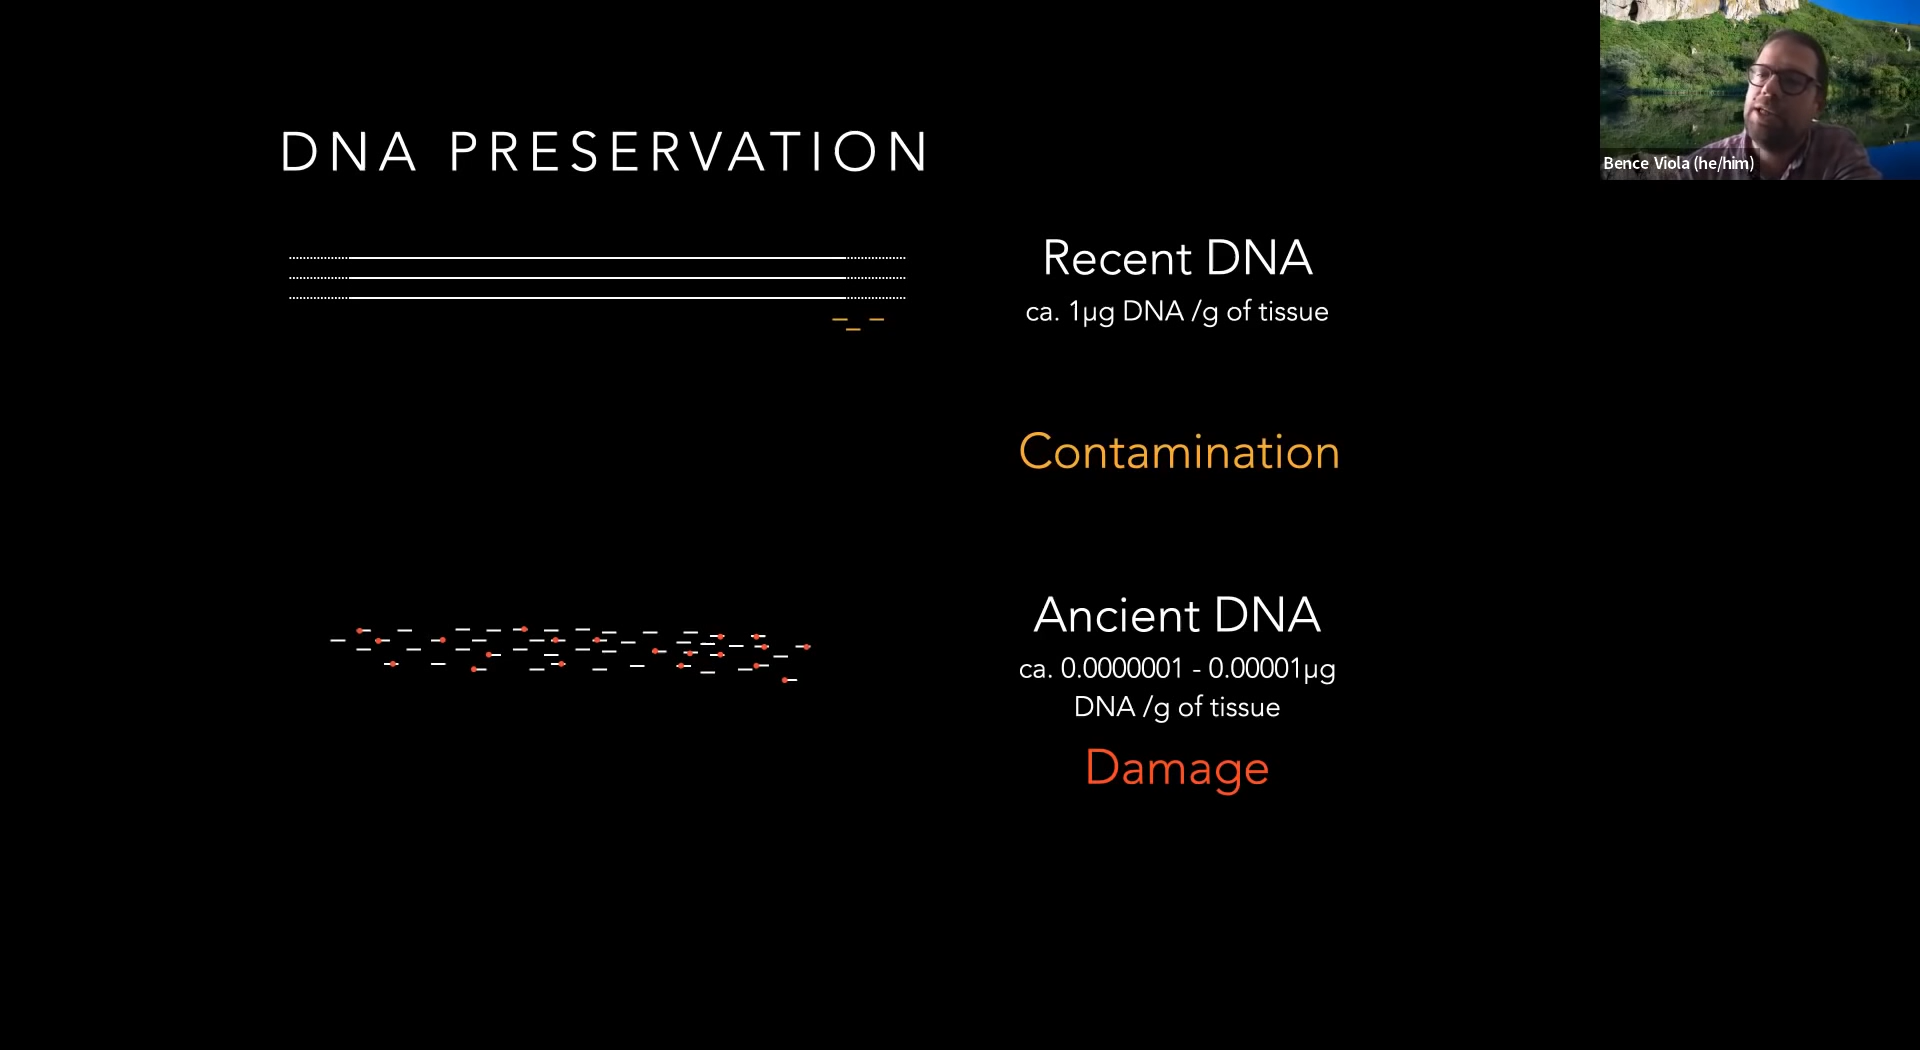 Bence Viola (he/him)
DNA PRESERVATION
Recent DNA
ca. 1µg DNA /g of tissue
Contamination
Ancient DNA
ca. 0.0000001 - 0.00001µg
DNA /g of tissue
Damage